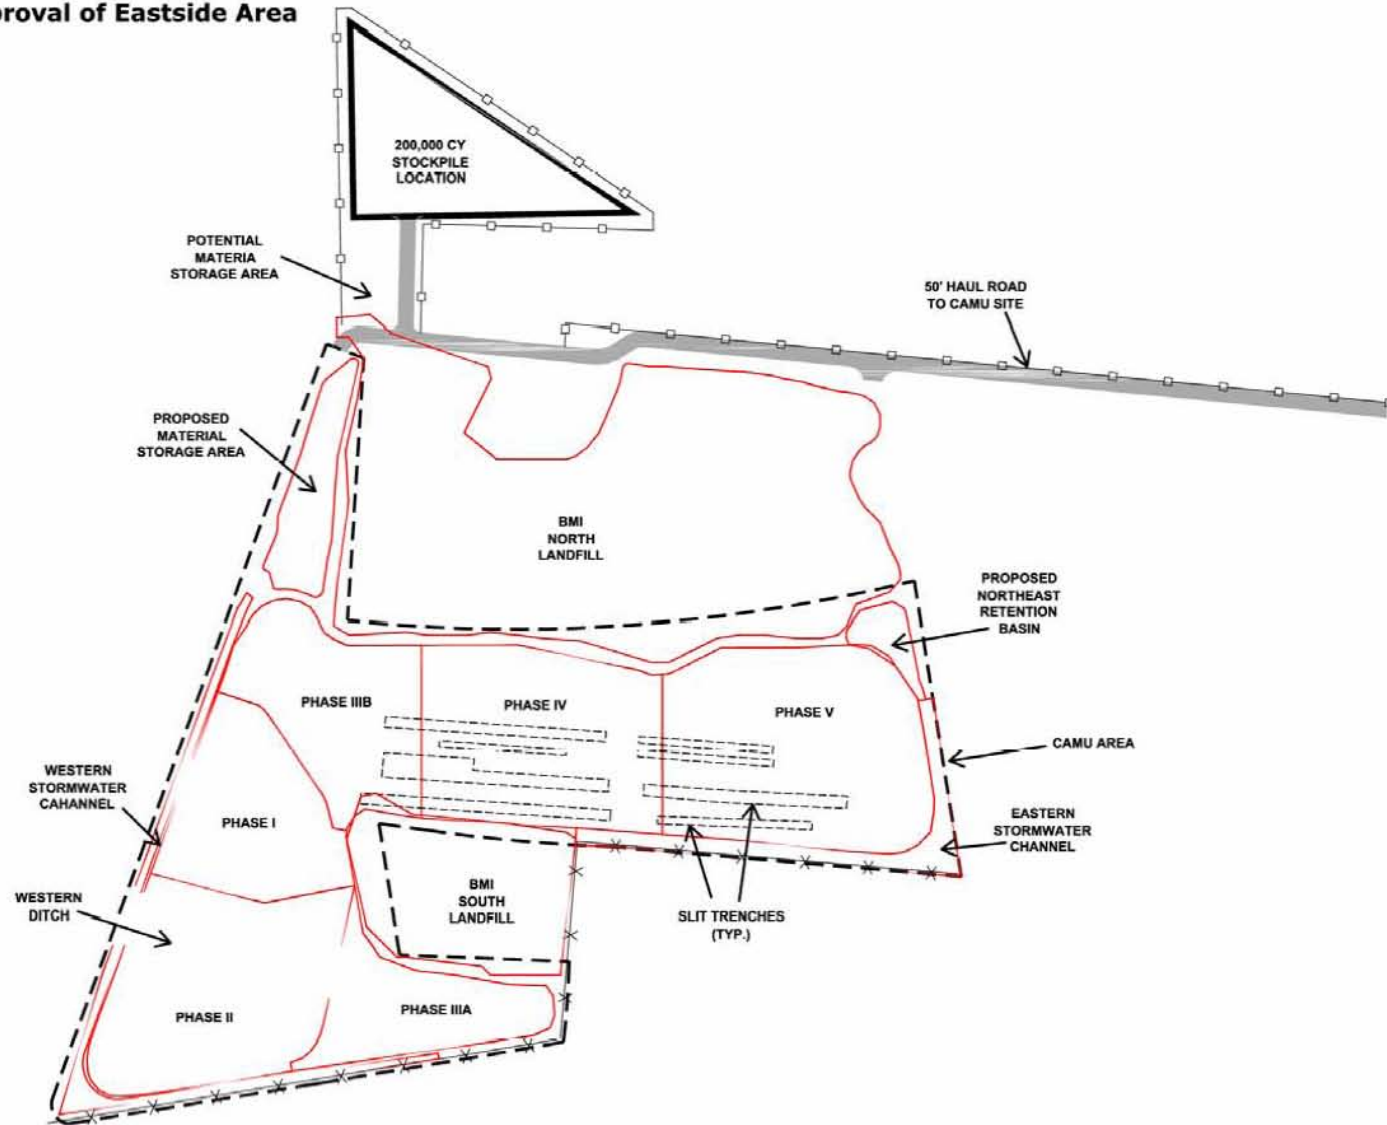 proval of Eastside Area
200,000 CY
STOCKPILE
LOCATION
POTENTIAL
MATERIA
STORAGE AREA
50' HAUL ROAD
TO CAMU SITE
PROPOSED
MATERIAL
STORAGE AREA
BMI
NORTH
LANDFILL
PROPOSED
NORTHEAST
RETENTION
BASIN
PHASE IIIB
PHASE IV
PHASE V
CAMU AREA
WESTERN
STORMWATER
CAHANNEL
PHASE I
EASTERN
STORMWATER
CHANNEL
BMI
SOUTH
LANDFILL
WESTERN
DITCH
SLIT TRENCHES
(TYP.)
PHASE II
PHASE IIIA